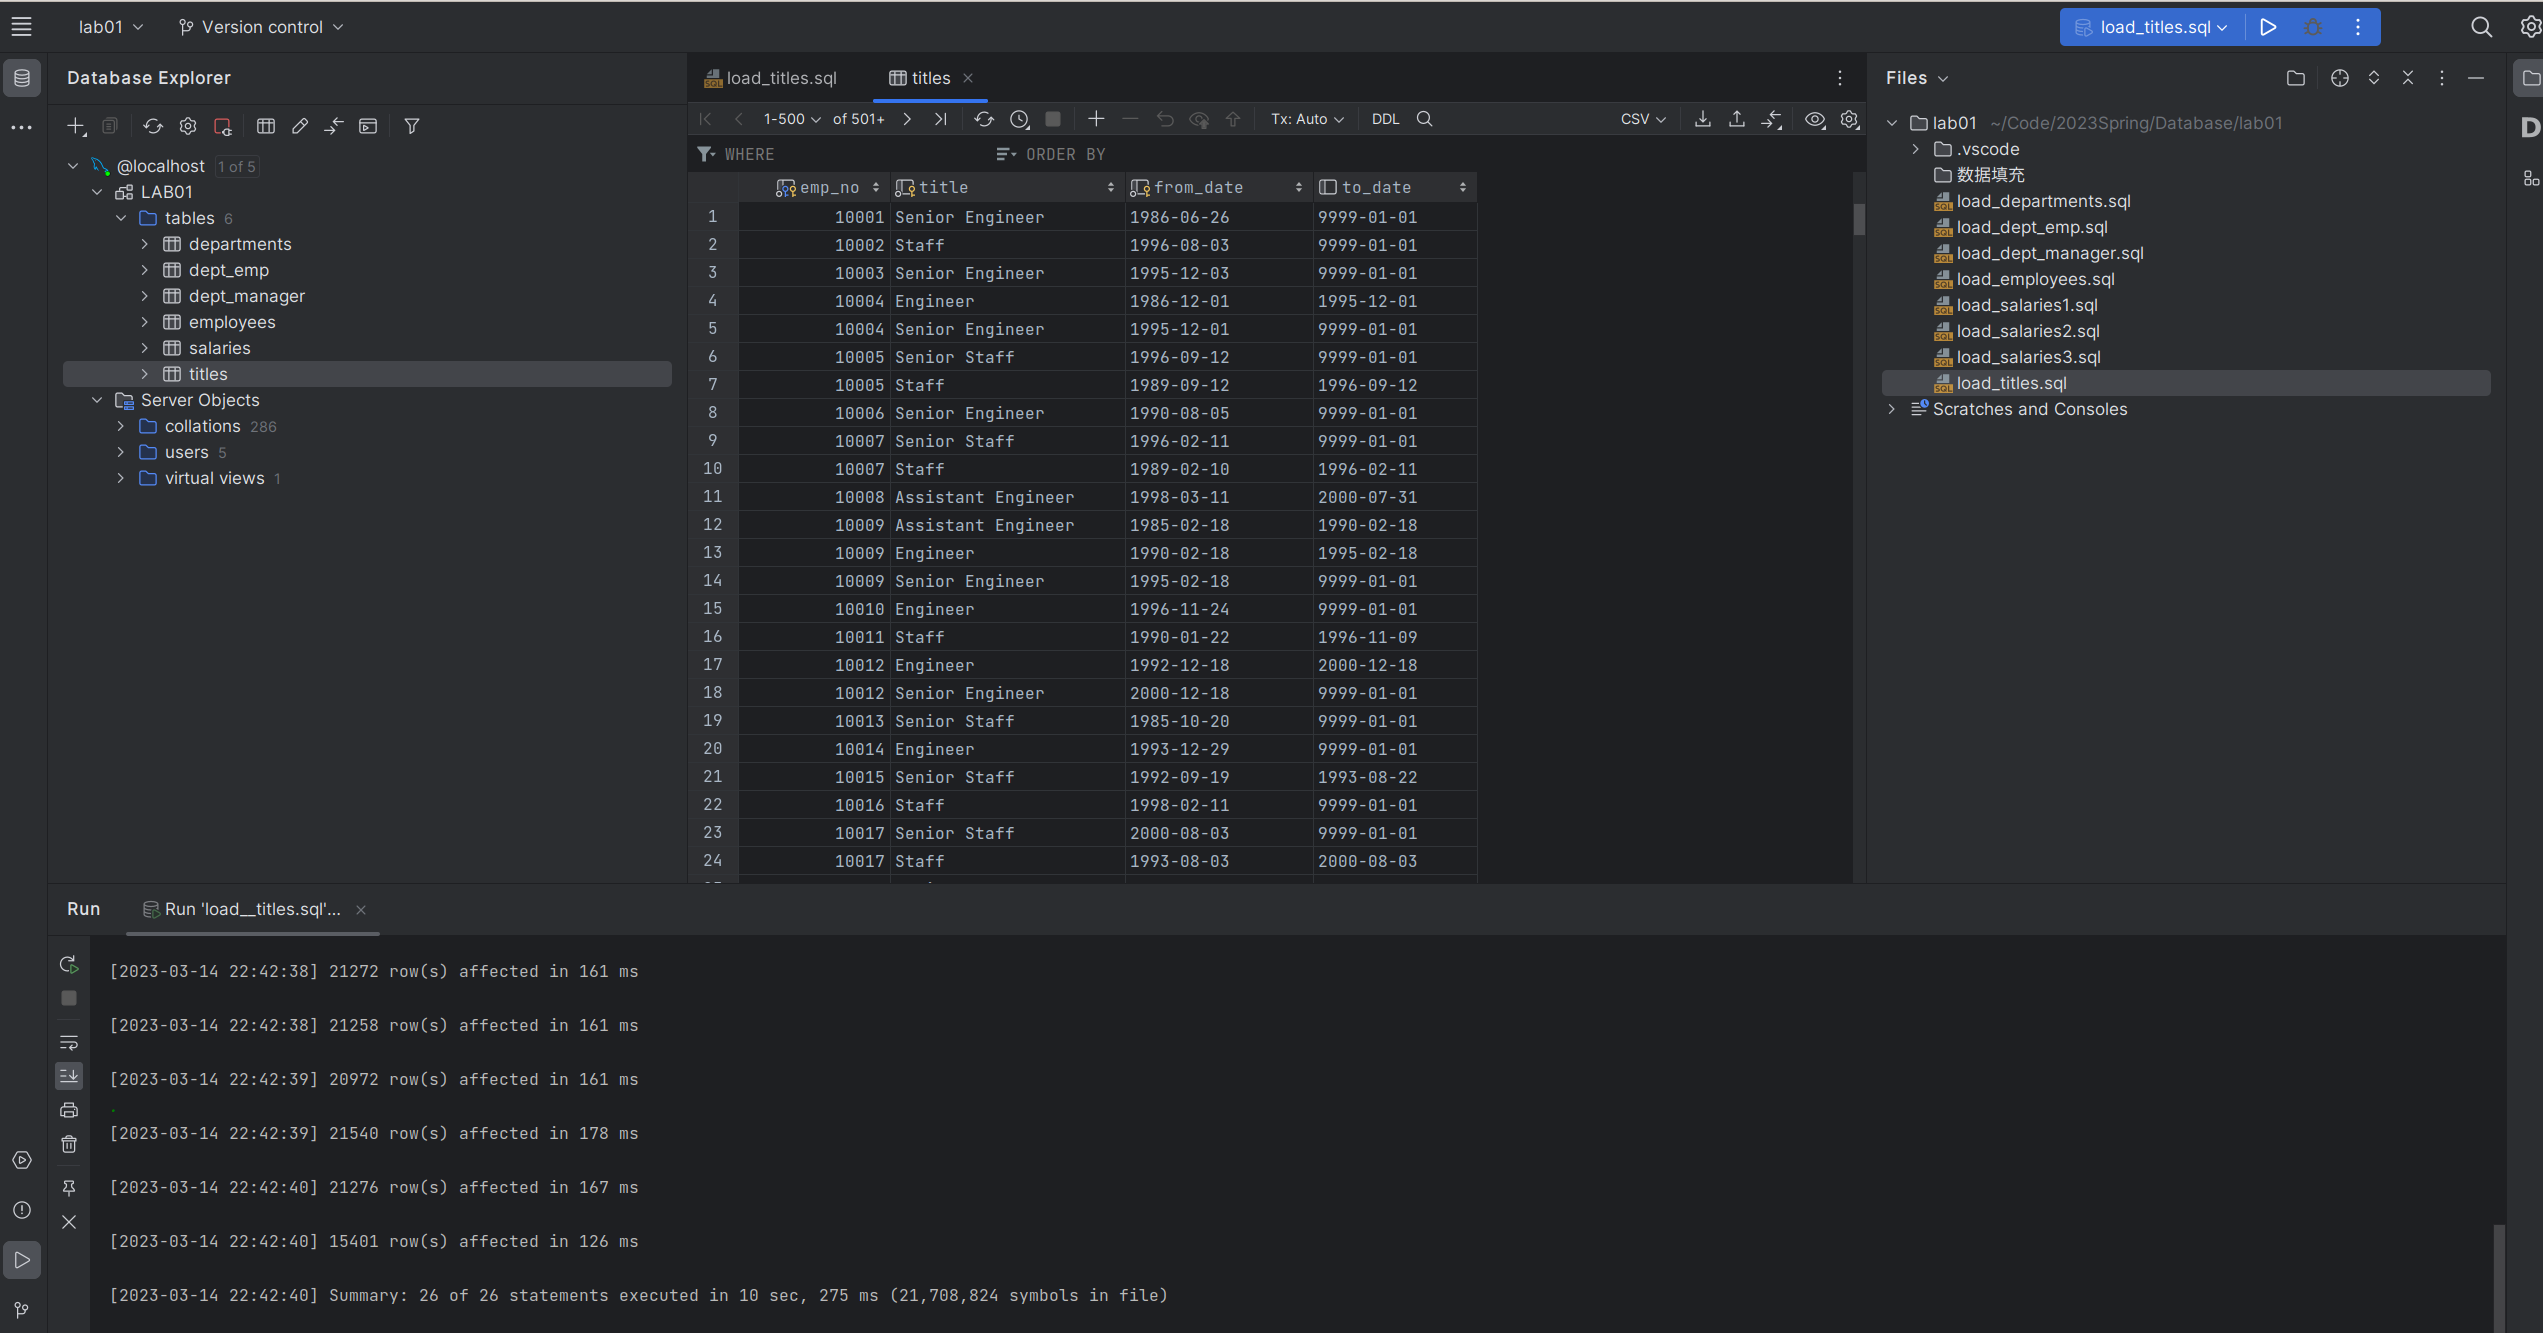 lab01 Version control load_titles.sql
Database Explorer
@localhost 1 of 5
LAB01
tables 6
departments
dept_emp
dept_manager
employees
salaries
titles
Server Objects
collations 286
users 5
virtual views 1
load_titles.sql titles
1-500 of 501+ Tx: Auto DDL CSV
WHERE ORDER BY
emp_no title from_date to_date
1 10001 Senior Engineer 1986-06-26 9999-01-01
2 10002 Staff 1996-08-03 9999-01-01
3 10003 Senior Engineer 1995-12-03 9999-01-01
4 10004 Engineer 1986-12-01 1995-12-01
5 10004 Senior Engineer 1995-12-01 9999-01-01
6 10005 Senior Staff 1996-09-12 9999-01-01
7 10005 Staff 1989-09-12 1996-09-12
8 10006 Senior Engineer 1990-08-05 9999-01-01
9 10007 Senior Staff 1996-02-11 9999-01-01
10 10007 Staff 1989-02-10 1996-02-11
11 10008 Assistant Engineer 1998-03-11 2000-07-31
12 10009 Assistant Engineer 1985-02-18 1990-02-18
13 10009 Engineer 1990-02-18 1995-02-18
14 10009 Senior Engineer 1995-02-18 9999-01-01
15 10010 Engineer 1996-11-24 9999-01-01
16 10011 Staff 1990-01-22 1996-11-09
17 10012 Engineer 1992-12-18 2000-12-18
18 10012 Senior Engineer 2000-12-18 9999-01-01
19 10013 Senior Staff 1985-10-20 9999-01-01
20 10014 Engineer 1993-12-29 9999-01-01
21 10015 Senior Staff 1992-09-19 1993-08-22
22 10016 Staff 1998-02-11 9999-01-01
23 10017 Senior Staff 2000-08-03 9999-01-01
24 10017 Staff 1993-08-03 2000-08-03
Files
lab01 ~/Code/2023Spring/Database/lab01
.vscode
数据填充
load_departments.sql
load_dept_emp.sql
load_dept_manager.sql
load_employees.sql
load_salaries1.sql
load_salaries2.sql
load_salaries3.sql
load_titles.sql
Scratches and Consoles
D
Run Run 'load__titles.sql'...
[2023-03-14 22:42:38] 21272 row(s) affected in 161 ms
[2023-03-14 22:42:38] 21258 row(s) affected in 161 ms
[2023-03-14 22:42:39] 20972 row(s) affected in 161 ms
.
[2023-03-14 22:42:39] 21540 row(s) affected in 178 ms
[2023-03-14 22:42:40] 21276 row(s) affected in 167 ms
[2023-03-14 22:42:40] 15401 row(s) affected in 126 ms
[2023-03-14 22:42:40] Summary: 26 of 26 statements executed in 10 sec, 275 ms (21,708,824 symbols in file)